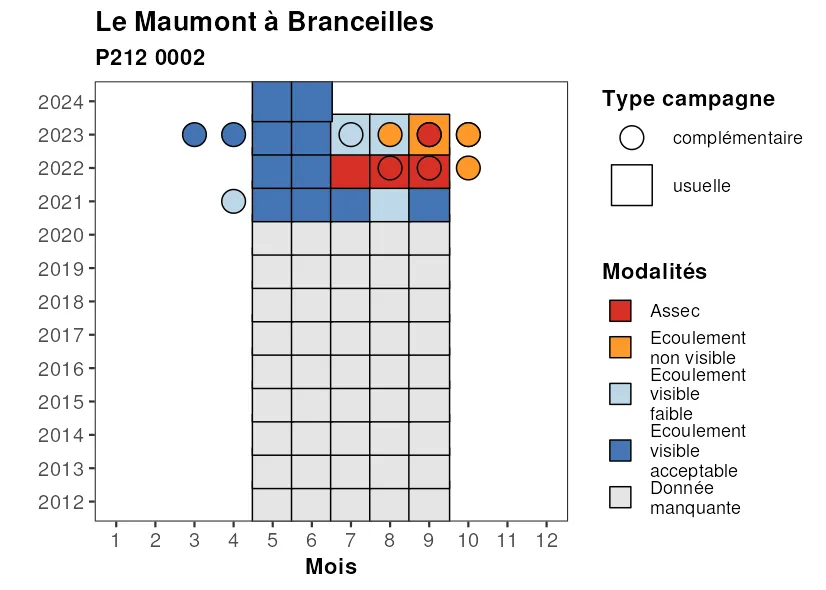 Le Maumont à Branceilles
P212 0002
2024
2023
2022
2021
2020
2019
2018
2017
2016
2015
2014
2013
2012
1 2 3 4 5 6 7 8 9 10 11 12
Mois
Type campagne
complémentaire
usuelle
Modalités
Assec
Ecoulement
non visible
Ecoulement
visible
faible
Ecoulement
visible
acceptable
Donnée
manquante